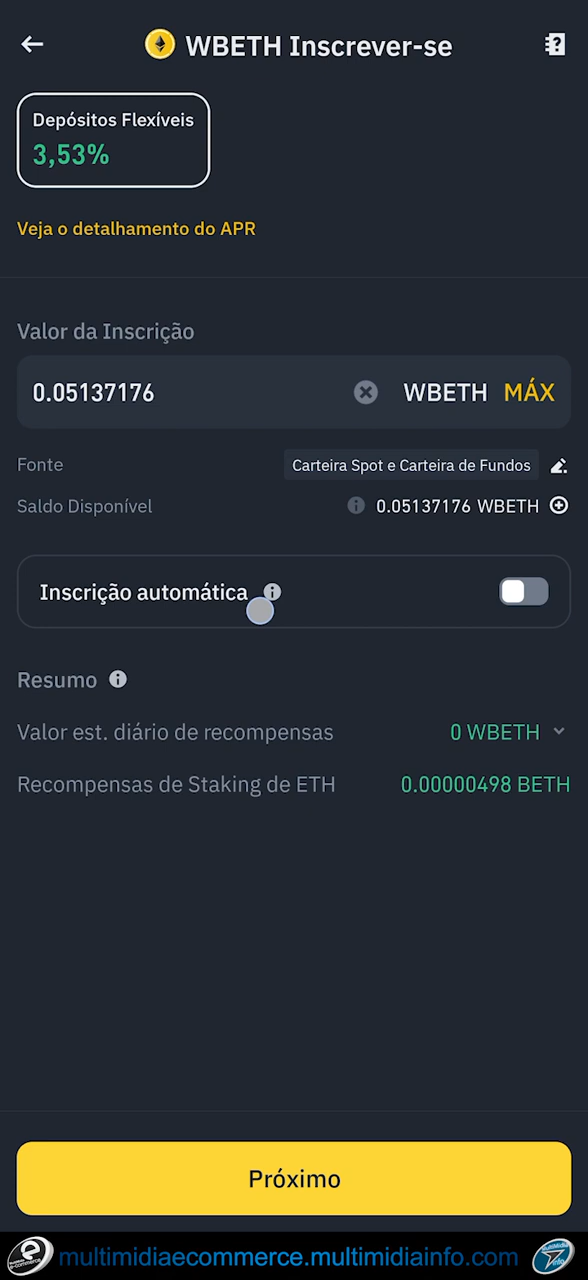 WBETH Inscrever-se
Depósitos Flexíveis
3,53%
Veja o detalhamento do APR
Valor da Inscrição
0.05137176 WBETH MÁX
Fonte Carteira Spot e Carteira de Fundos
Saldo Disponível 0.05137176 WBETH
Inscrição automática
Resumo
Valor est. diário de recompensas 0 WBETH
Recompensas de Staking de ETH 0.00000498 BETH
Próximo
multimidiaecommerce.multimidiainfo.com